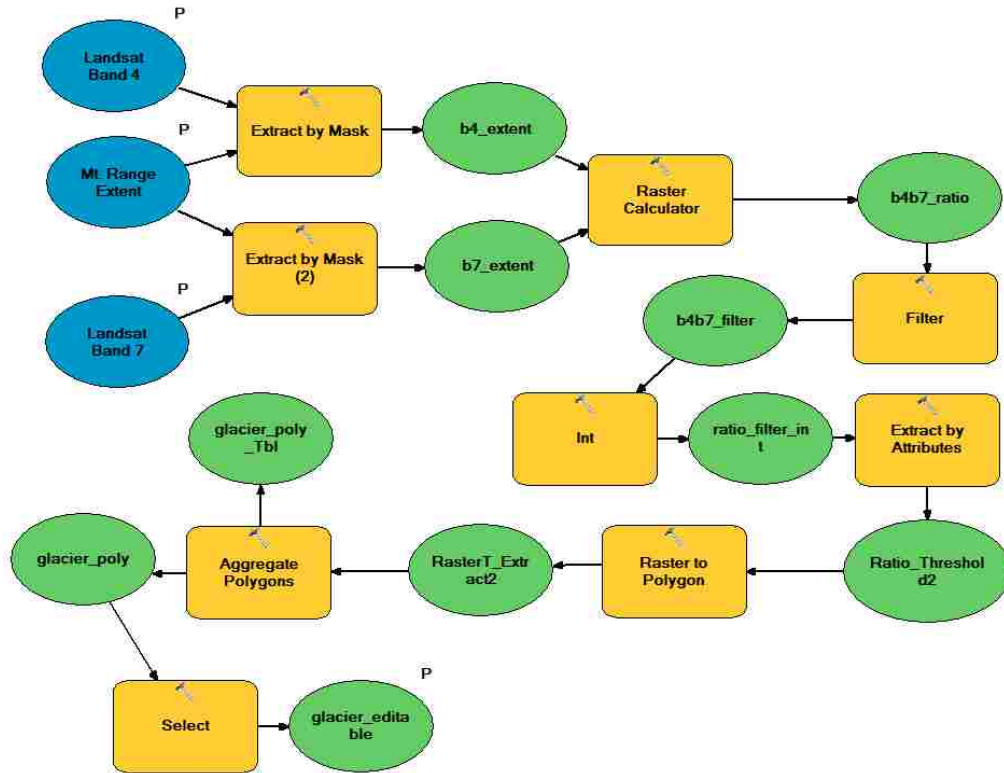 P
Landsat
Band 4
Extract by Mask
b4_extent
P
Mt. Range
Extent
Raster
Calculator
b4b7_ratio
Extract by Mask
(2)
b7_extent
P
Landsat
Band 7
Filter
b4b7_filter
Int
ratio_filter_in
t
Extract by
Attributes
glacier_poly
_Tbl
glacier_poly
Aggregate
Polygons
RasterT_Ext
ract2
Raster to
Polygon
Ratio_Threshol
d2
P
Select
glacier_edita
ble